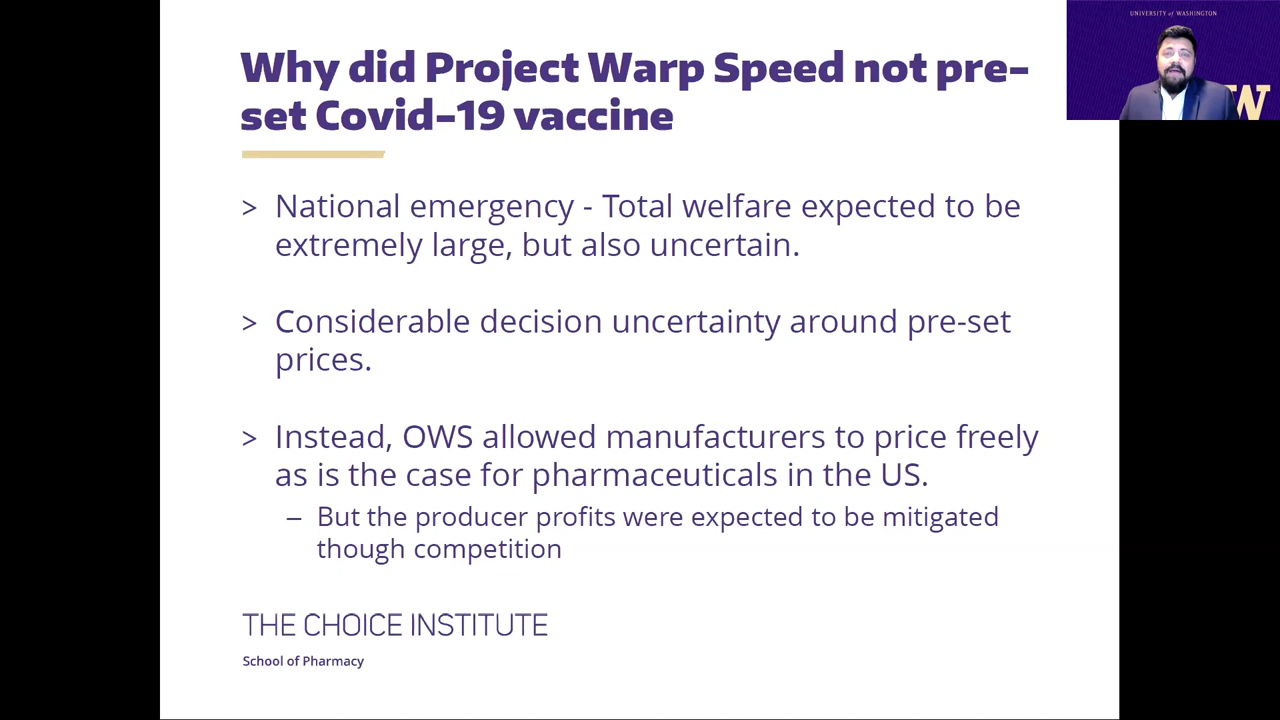 Why did Project Warp Speed not pre-
set Covid-19 vaccine
> National emergency - Total welfare expected to be
extremely large, but also uncertain.
> Considerable decision uncertainty around pre-set
prices.
> Instead, OWS allowed manufacturers to price freely
as is the case for pharmaceuticals in the US.
– But the producer profits were expected to be mitigated
though competition
THE CHOICE INSTITUTE
School of Pharmacy
UNIVERSITY of WASHINGTON
W